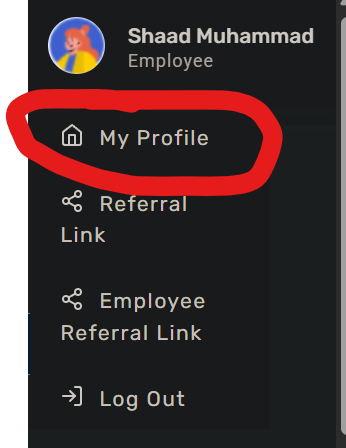 Shaad Muhammad
Employee
My Profile
Referral
Link
Employee
Referral Link
Log Out